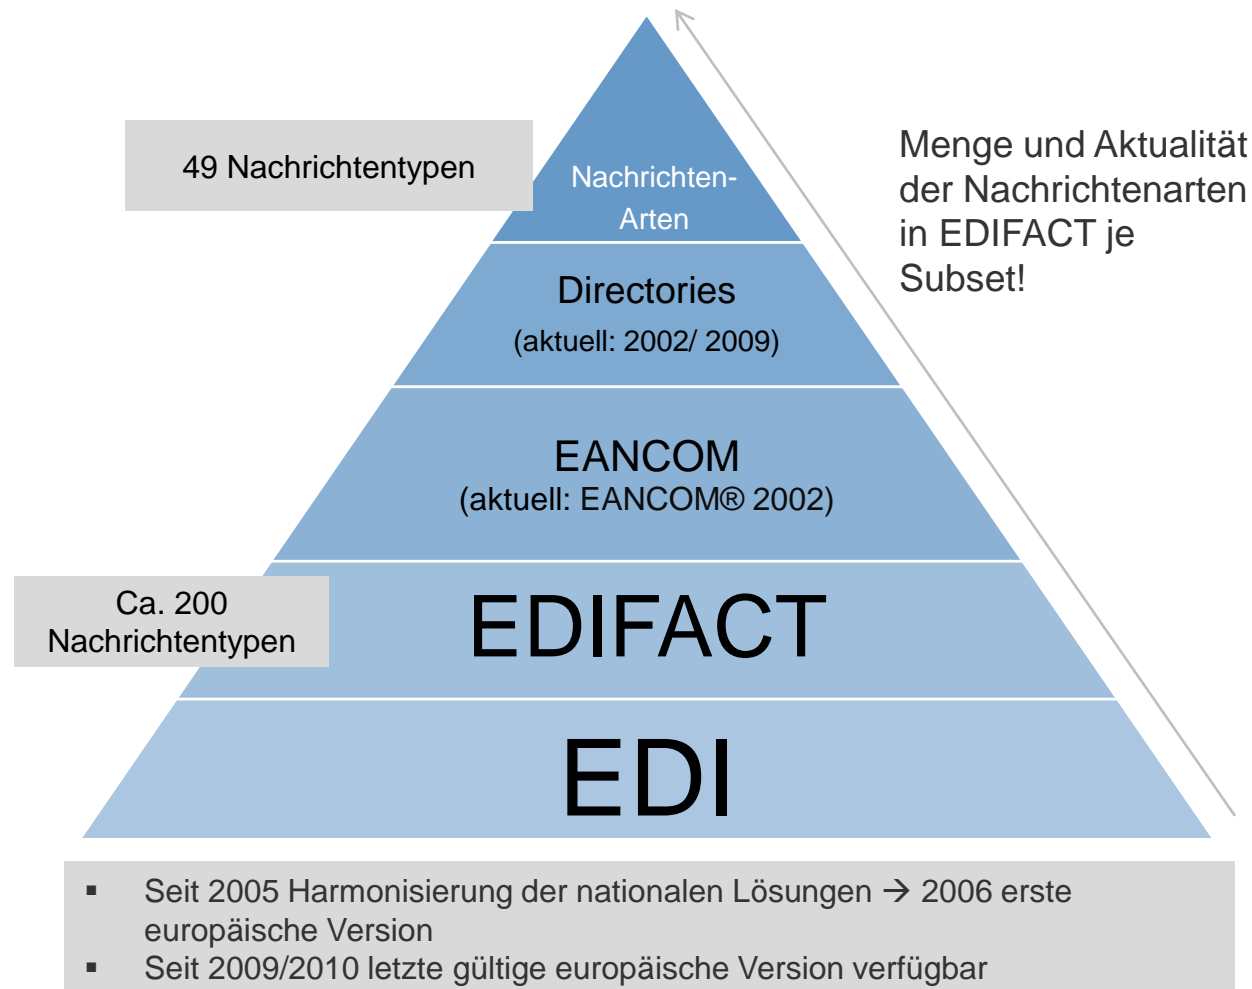 49 Nachrichtentypen
Nachrichten-
Arten
Menge und Aktualität
der Nachrichtenarten
in EDIFACT je
Subset!
Directories
(aktuell: 2002/ 2009)
EANCOM
(aktuell: EANCOM® 2002)
Ca. 200
Nachrichtentypen
EDIFACT
EDI
▪ Seit 2005 Harmonisierung der nationalen Lösungen → 2006 erste
europäische Version
▪ Seit 2009/2010 letzte gültige europäische Version verfügbar